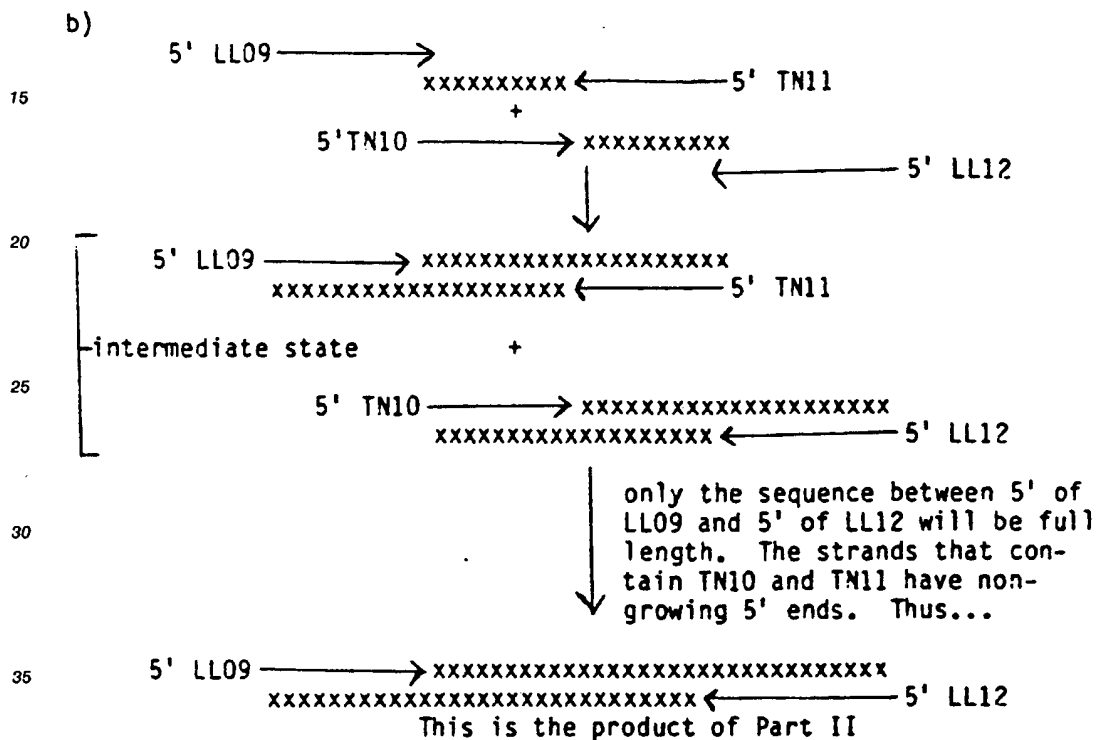 b)
5' LL09
xxxxxxxxxx 5' TN11
15
+
5'TN10 xxxxxxxxxx
5' LL12
20
5' LL09 xxxxxxxxxxxxxxxxxxxxx
xxxxxxxxxxxxxxxxxxxx 5' TN11
intermediate state +
25
5' TN10 xxxxxxxxxxxxxxxxxxxxx
xxxxxxxxxxxxxxxxxxx 5' LL12
only the sequence between 5' of
LL09 and 5' of LL12 will be full
30
length. The strands that con-
tain TN10 and TN11 have non-
growing 5' ends. Thus...
35
5' LL09 xxxxxxxxxxxxxxxxxxxxxxxxxxxxxxx
xxxxxxxxxxxxxxxxxxxxxxxxxxxxx 5' LL12
This is the product of Part II